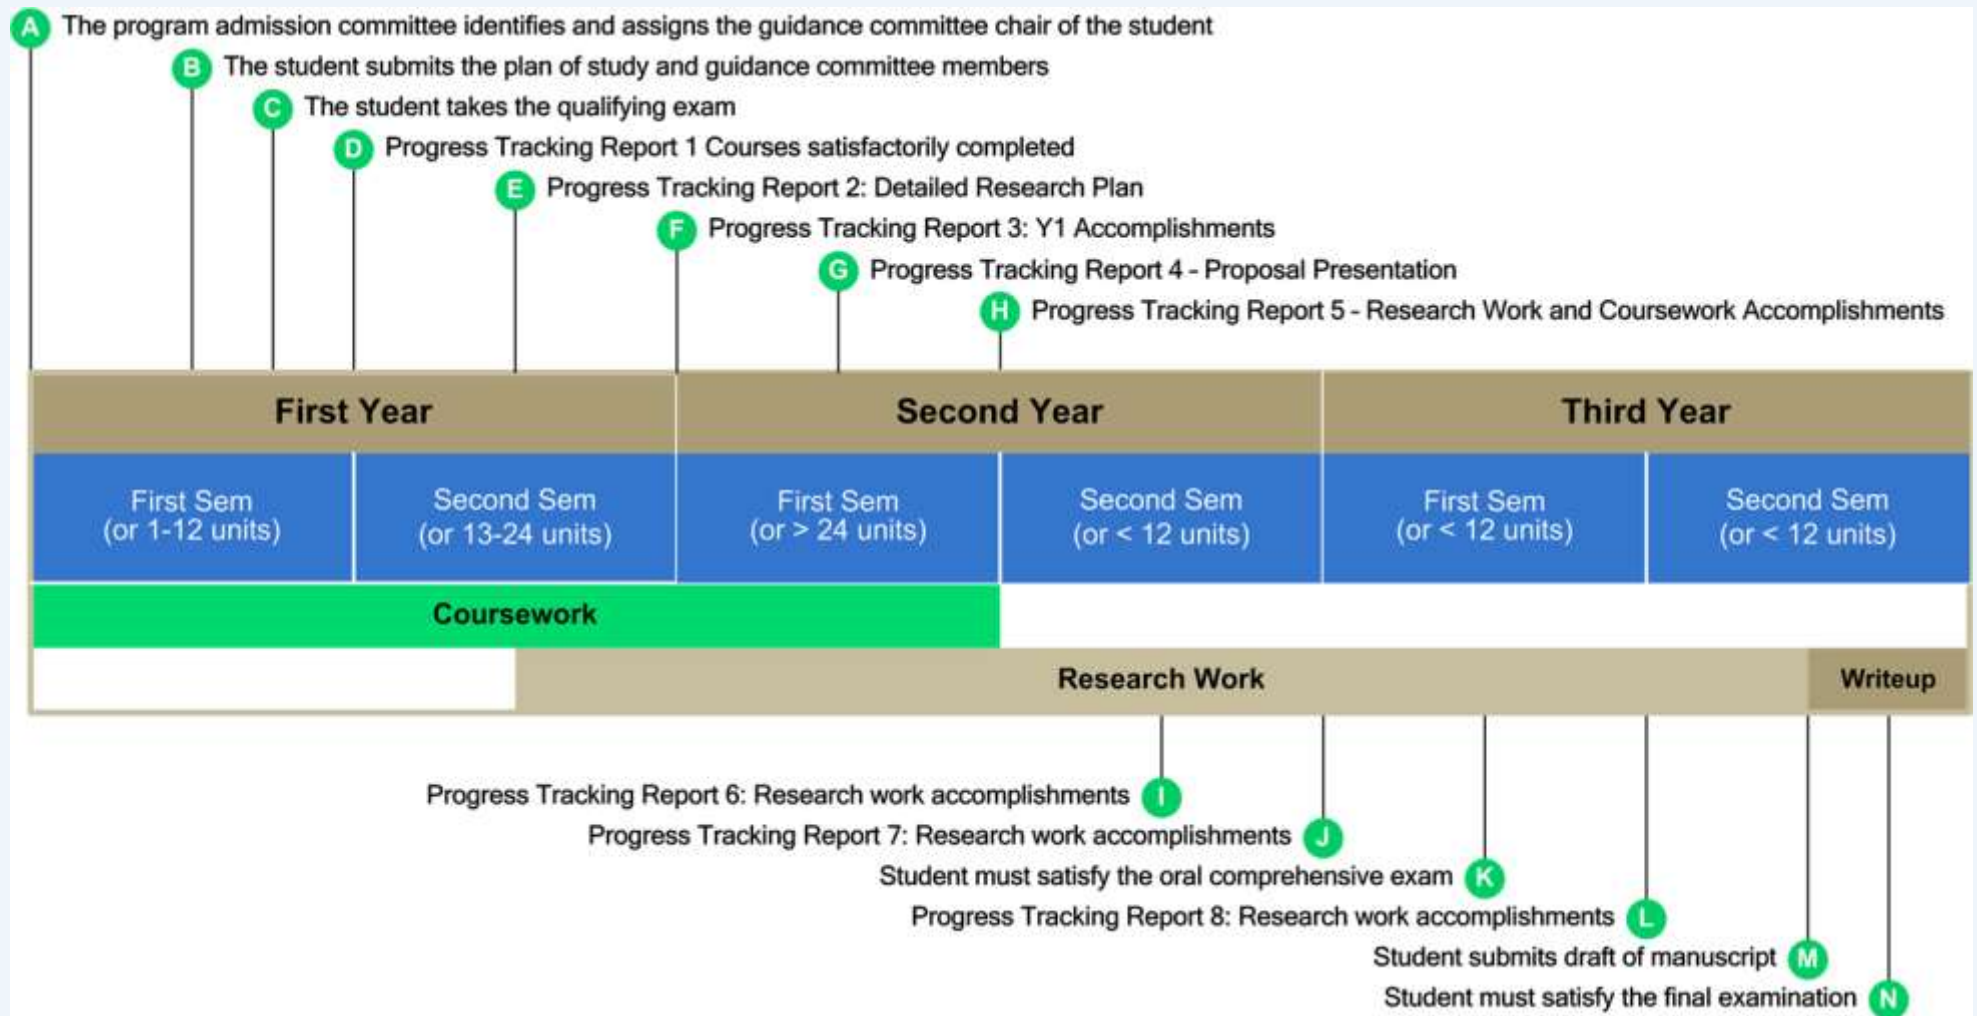 A The program admission committee identifies and assigns the guidance committee chair of the student
B The student submits the plan of study and guidance committee members
C The student takes the qualifying exam
D Progress Tracking Report 1 Courses satisfactorily completed
E Progress Tracking Report 2: Detailed Research Plan
F Progress Tracking Report 3: Y1 Accomplishments
G Progress Tracking Report 4 - Proposal Presentation
H Progress Tracking Report 5 - Research Work and Coursework Accomplishments
First Year
Second Year
Third Year
First Sem
(or 1-12 units)
Second Sem
(or 13-24 units)
First Sem
(or > 24 units)
Second Sem
(or < 12 units)
First Sem
(or < 12 units)
Second Sem
(or < 12 units)
Coursework
Research Work
Writeup
Progress Tracking Report 6: Research work accomplishments I
Progress Tracking Report 7: Research work accomplishments J
Student must satisfy the oral comprehensive exam K
Progress Tracking Report 8: Research work accomplishments L
Student submits draft of manuscript M
Student must satisfy the final examination N